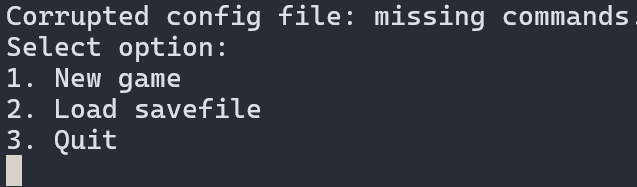 Corrupted config file: missing commands.
Select option:
1. New game
2. Load savefile
3. Quit